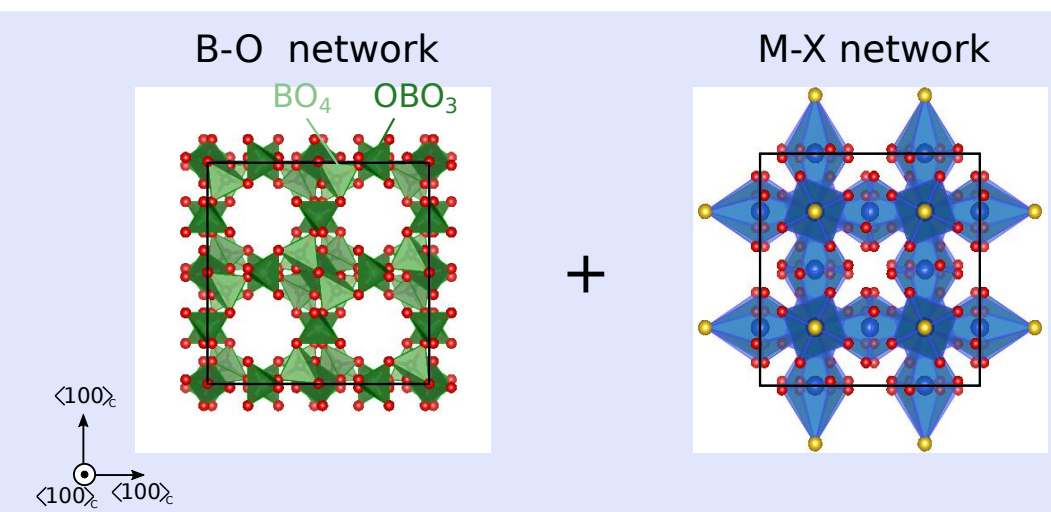 B-O network
M-X network
BO₄
OBO₃
+
⟨100⟩c
⟨100⟩c
⟨100⟩c